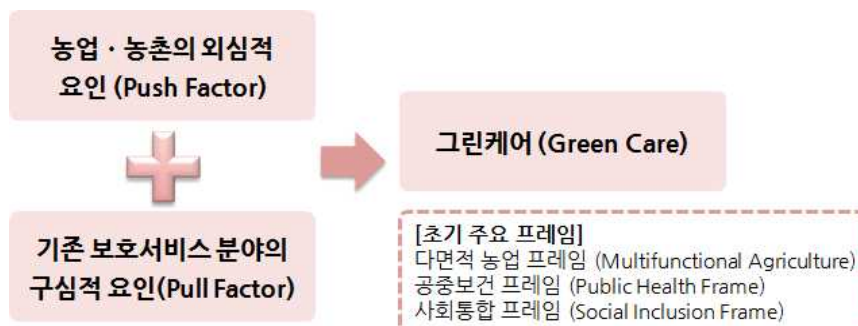 농업 · 농촌의 외심적
요인 (Push Factor)
그린케어 (Green Care)
기존 보호서비스 분야의
구심적 요인(Pull Factor)
[초기 주요 프레임]
다면적 농업 프레임 (Multifunctional Agriculture)
공중보건 프레임 (Public Health Frame)
사회통합 프레임 (Social Inclusion Frame)